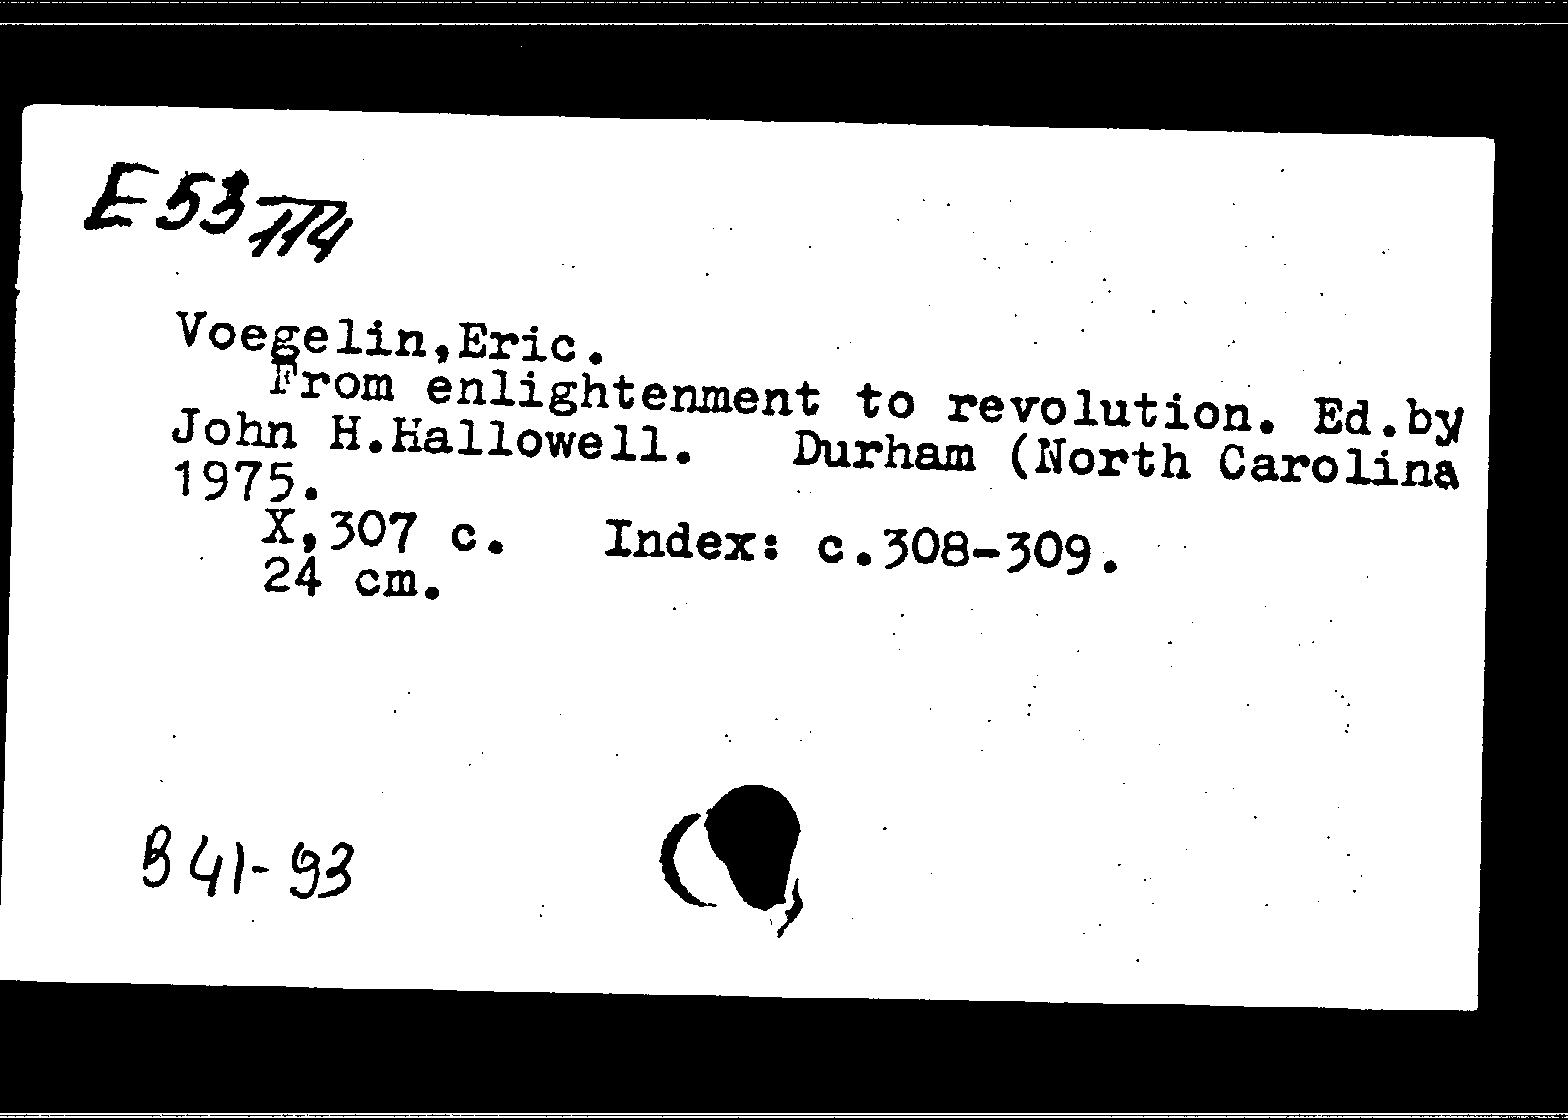 E 53/114
Voegelin,Eric.
From enlightenment to revolution. Ed.by
John H.Hallowell. Durham (North Carolina
1975.
X,307 c. Index: c.308-309.
24 cm.
B 41-93